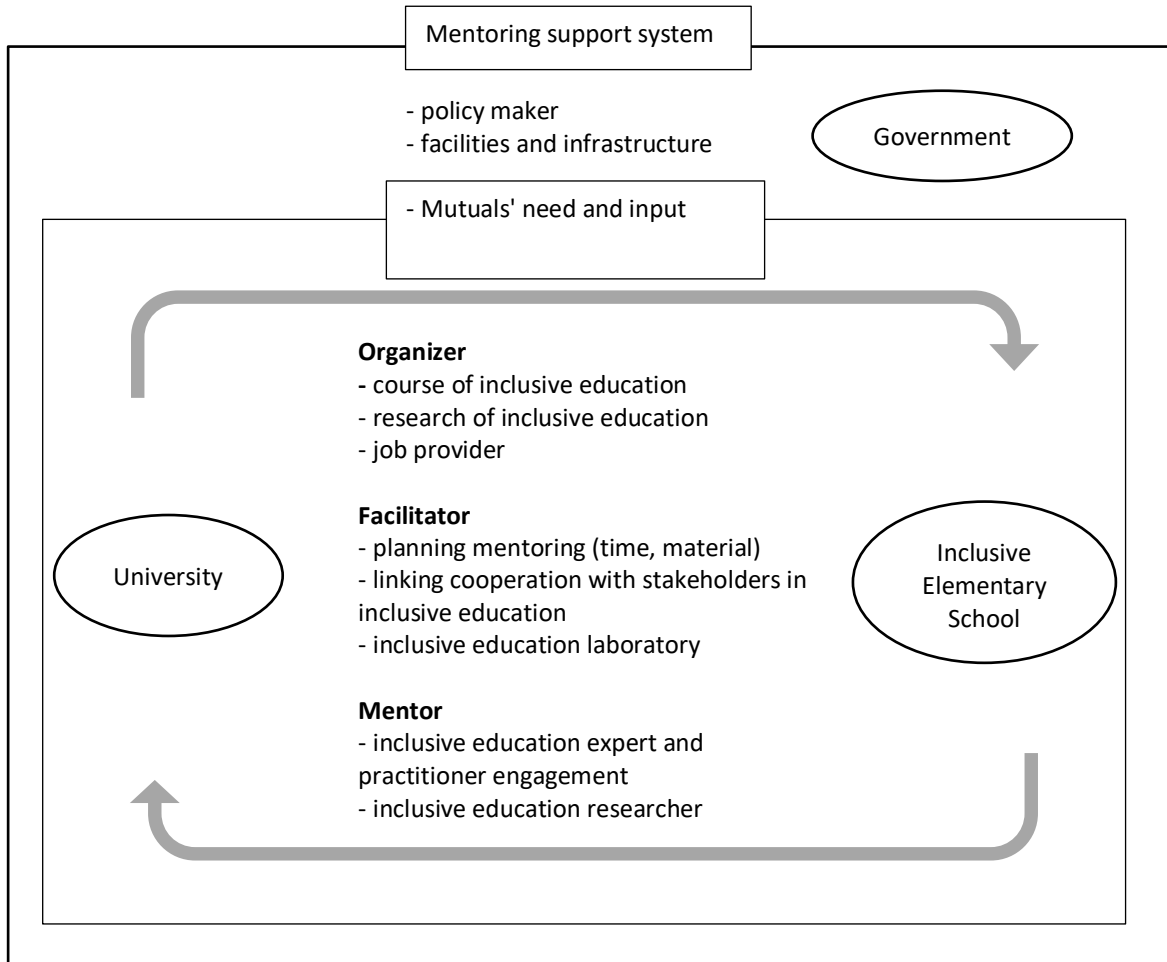 Mentoring support system
- policy maker
- facilities and infrastructure
Government
- Mutuals' need and input
Organizer
- course of inclusive education
- research of inclusive education
- job provider
Facilitator
- planning mentoring (time, material)
- linking cooperation with stakeholders in
inclusive education
- inclusive education laboratory
University
Inclusive
Elementary
School
Mentor
- inclusive education expert and
practitioner engagement
- inclusive education researcher